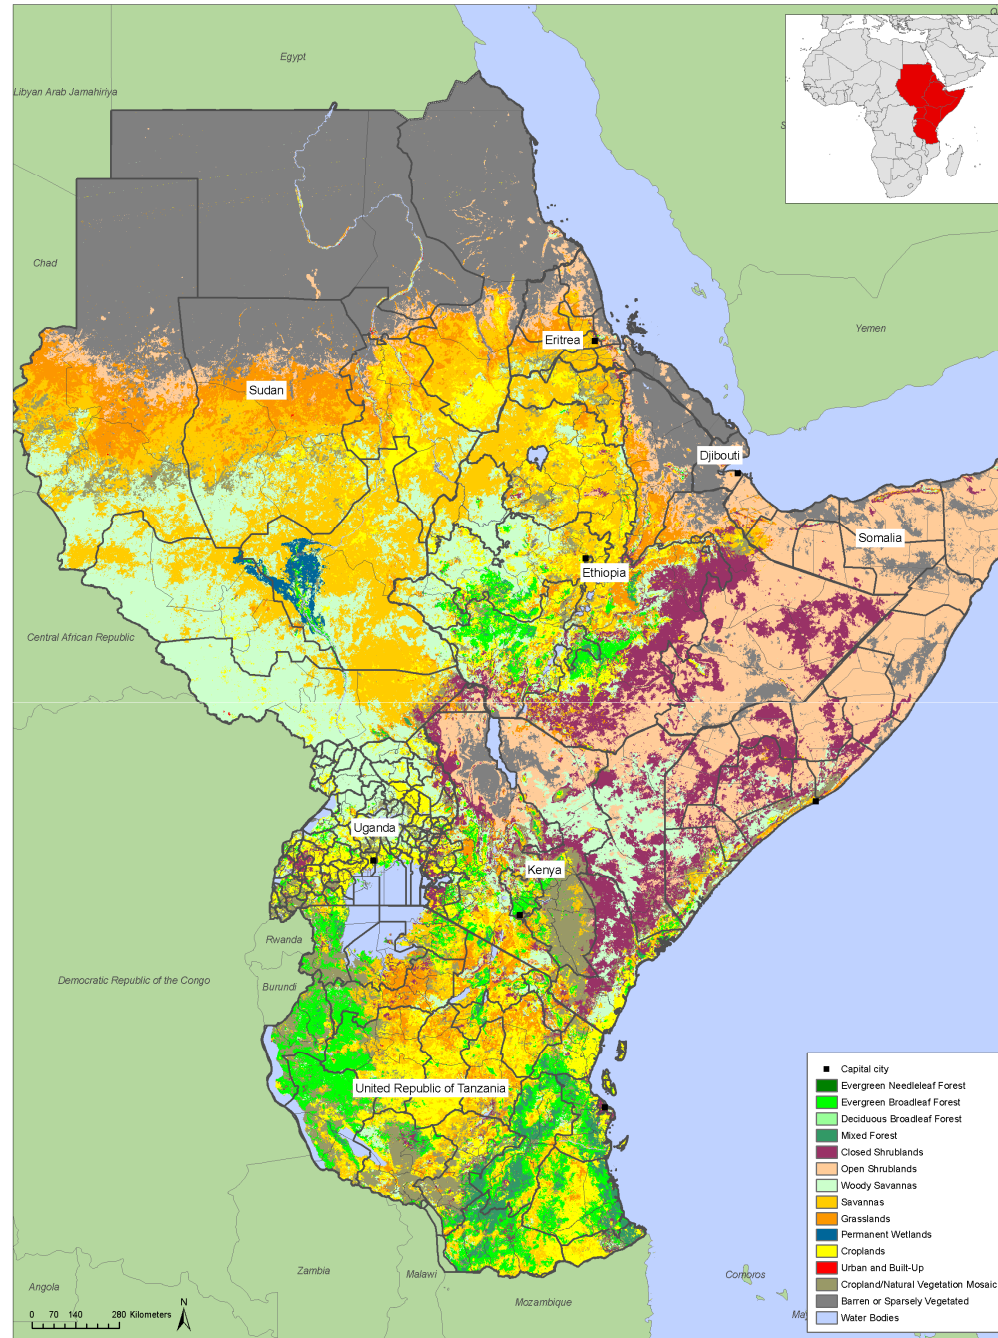 Egypt
Libyan Arab Jamahiriya
Chad
Yemen
Eritrea
Sudan
Djibouti
Somalia
Ethiopia
Central African Republic
Uganda
Kenya
Rwanda
Democratic Republic of the Congo
Burundi
United Republic of Tanzania
Zambia
Malawi
Angola
Mozambique
Comoros
0 70 140 280 Kilometers
N
Capital city
Evergreen Needleleaf Forest
Evergreen Broadleaf Forest
Deciduous Broadleaf Forest
Mixed Forest
Closed Shrublands
Open Shrublands
Woody Savannas
Savannas
Grasslands
Permanent Wetlands
Croplands
Urban and Built-Up
Cropland/Natural Vegetation Mosaic
Barren or Sparsely Vegetated
Water Bodies